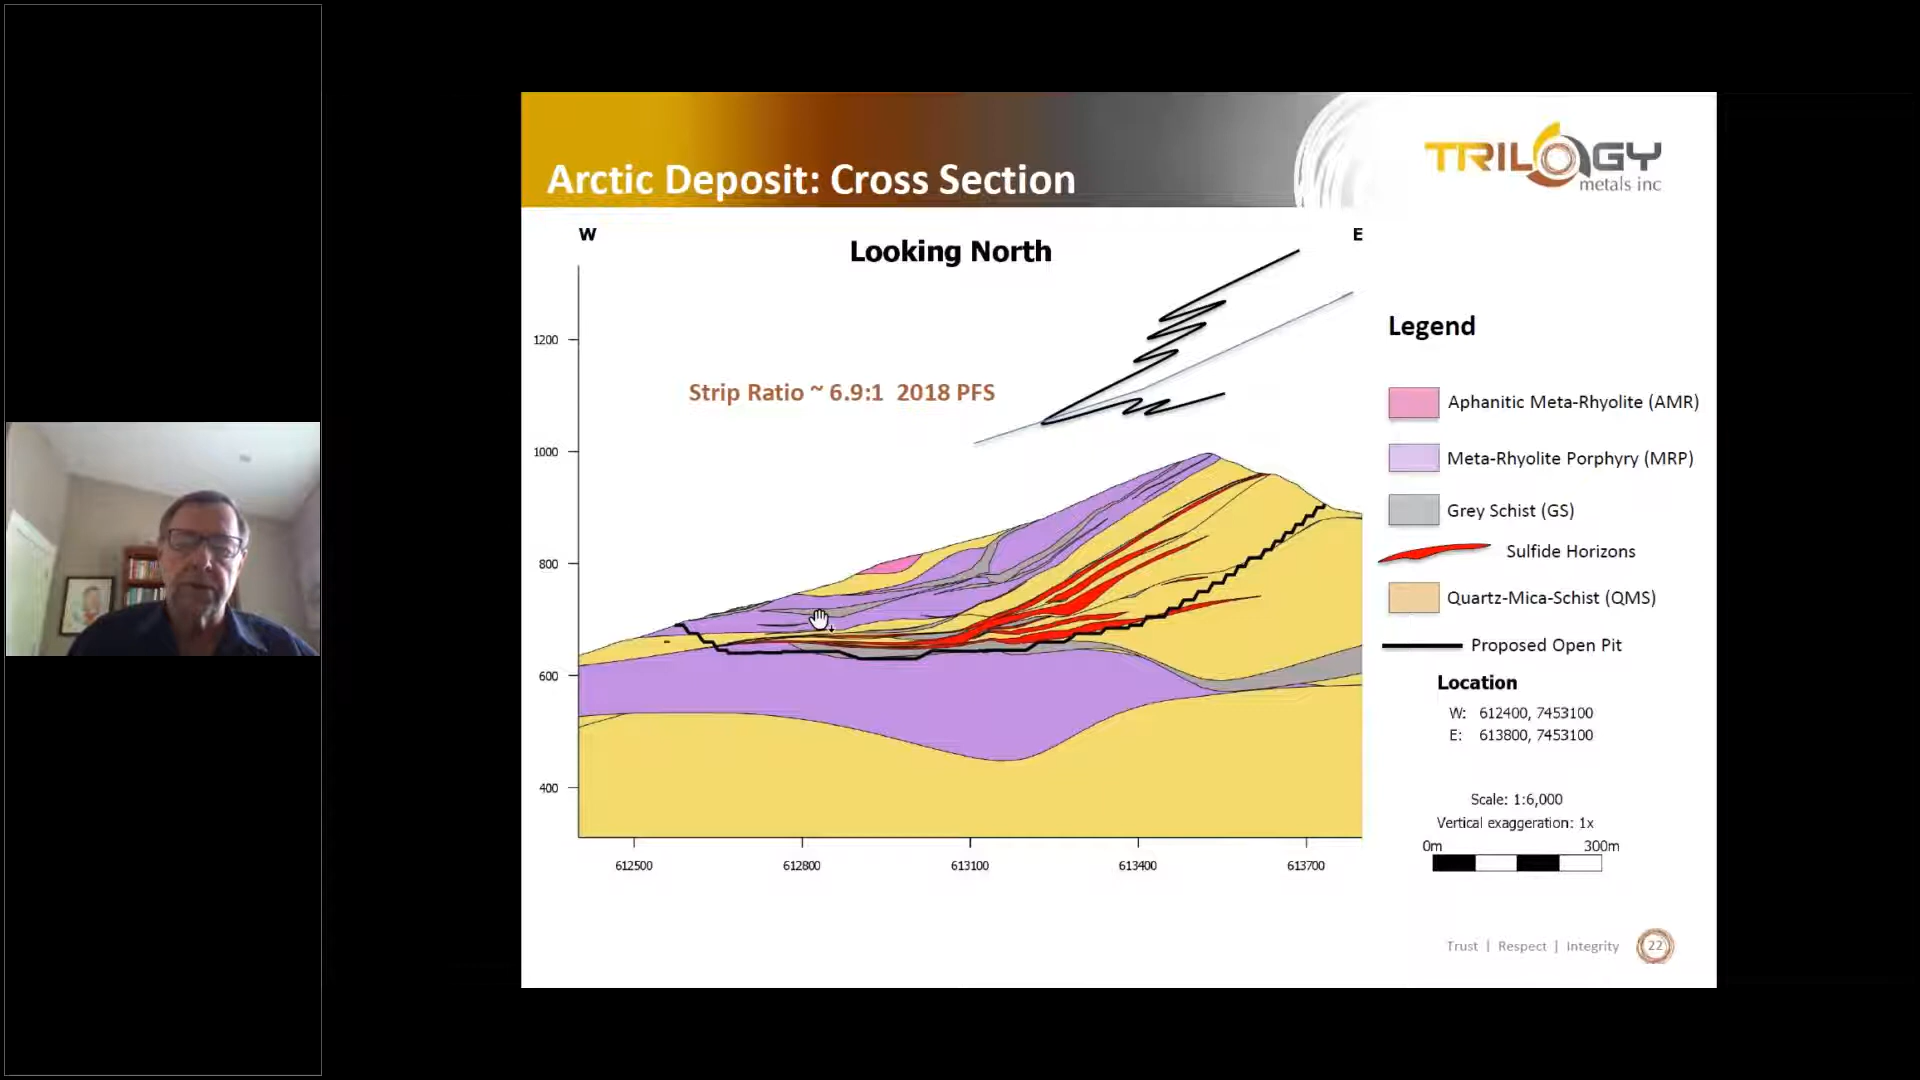 Arctic Deposit: Cross Section
TRILOGY
metals inc
W
E
Looking North
Strip Ratio ~ 6.9:1 2018 PFS
1200
1000
800
600
400
612500
612800
613100
613400
613700
Legend
Aphanitic Meta-Rhyolite (AMR)
Meta-Rhyolite Porphyry (MRP)
Grey Schist (GS)
Sulfide Horizons
Quartz-Mica-Schist (QMS)
Proposed Open Pit
Location
W: 612400, 7453100
E: 613800, 7453100
Scale: 1:6,000
Vertical exaggeration: 1x
0m 300m
Trust | Respect | Integrity 22